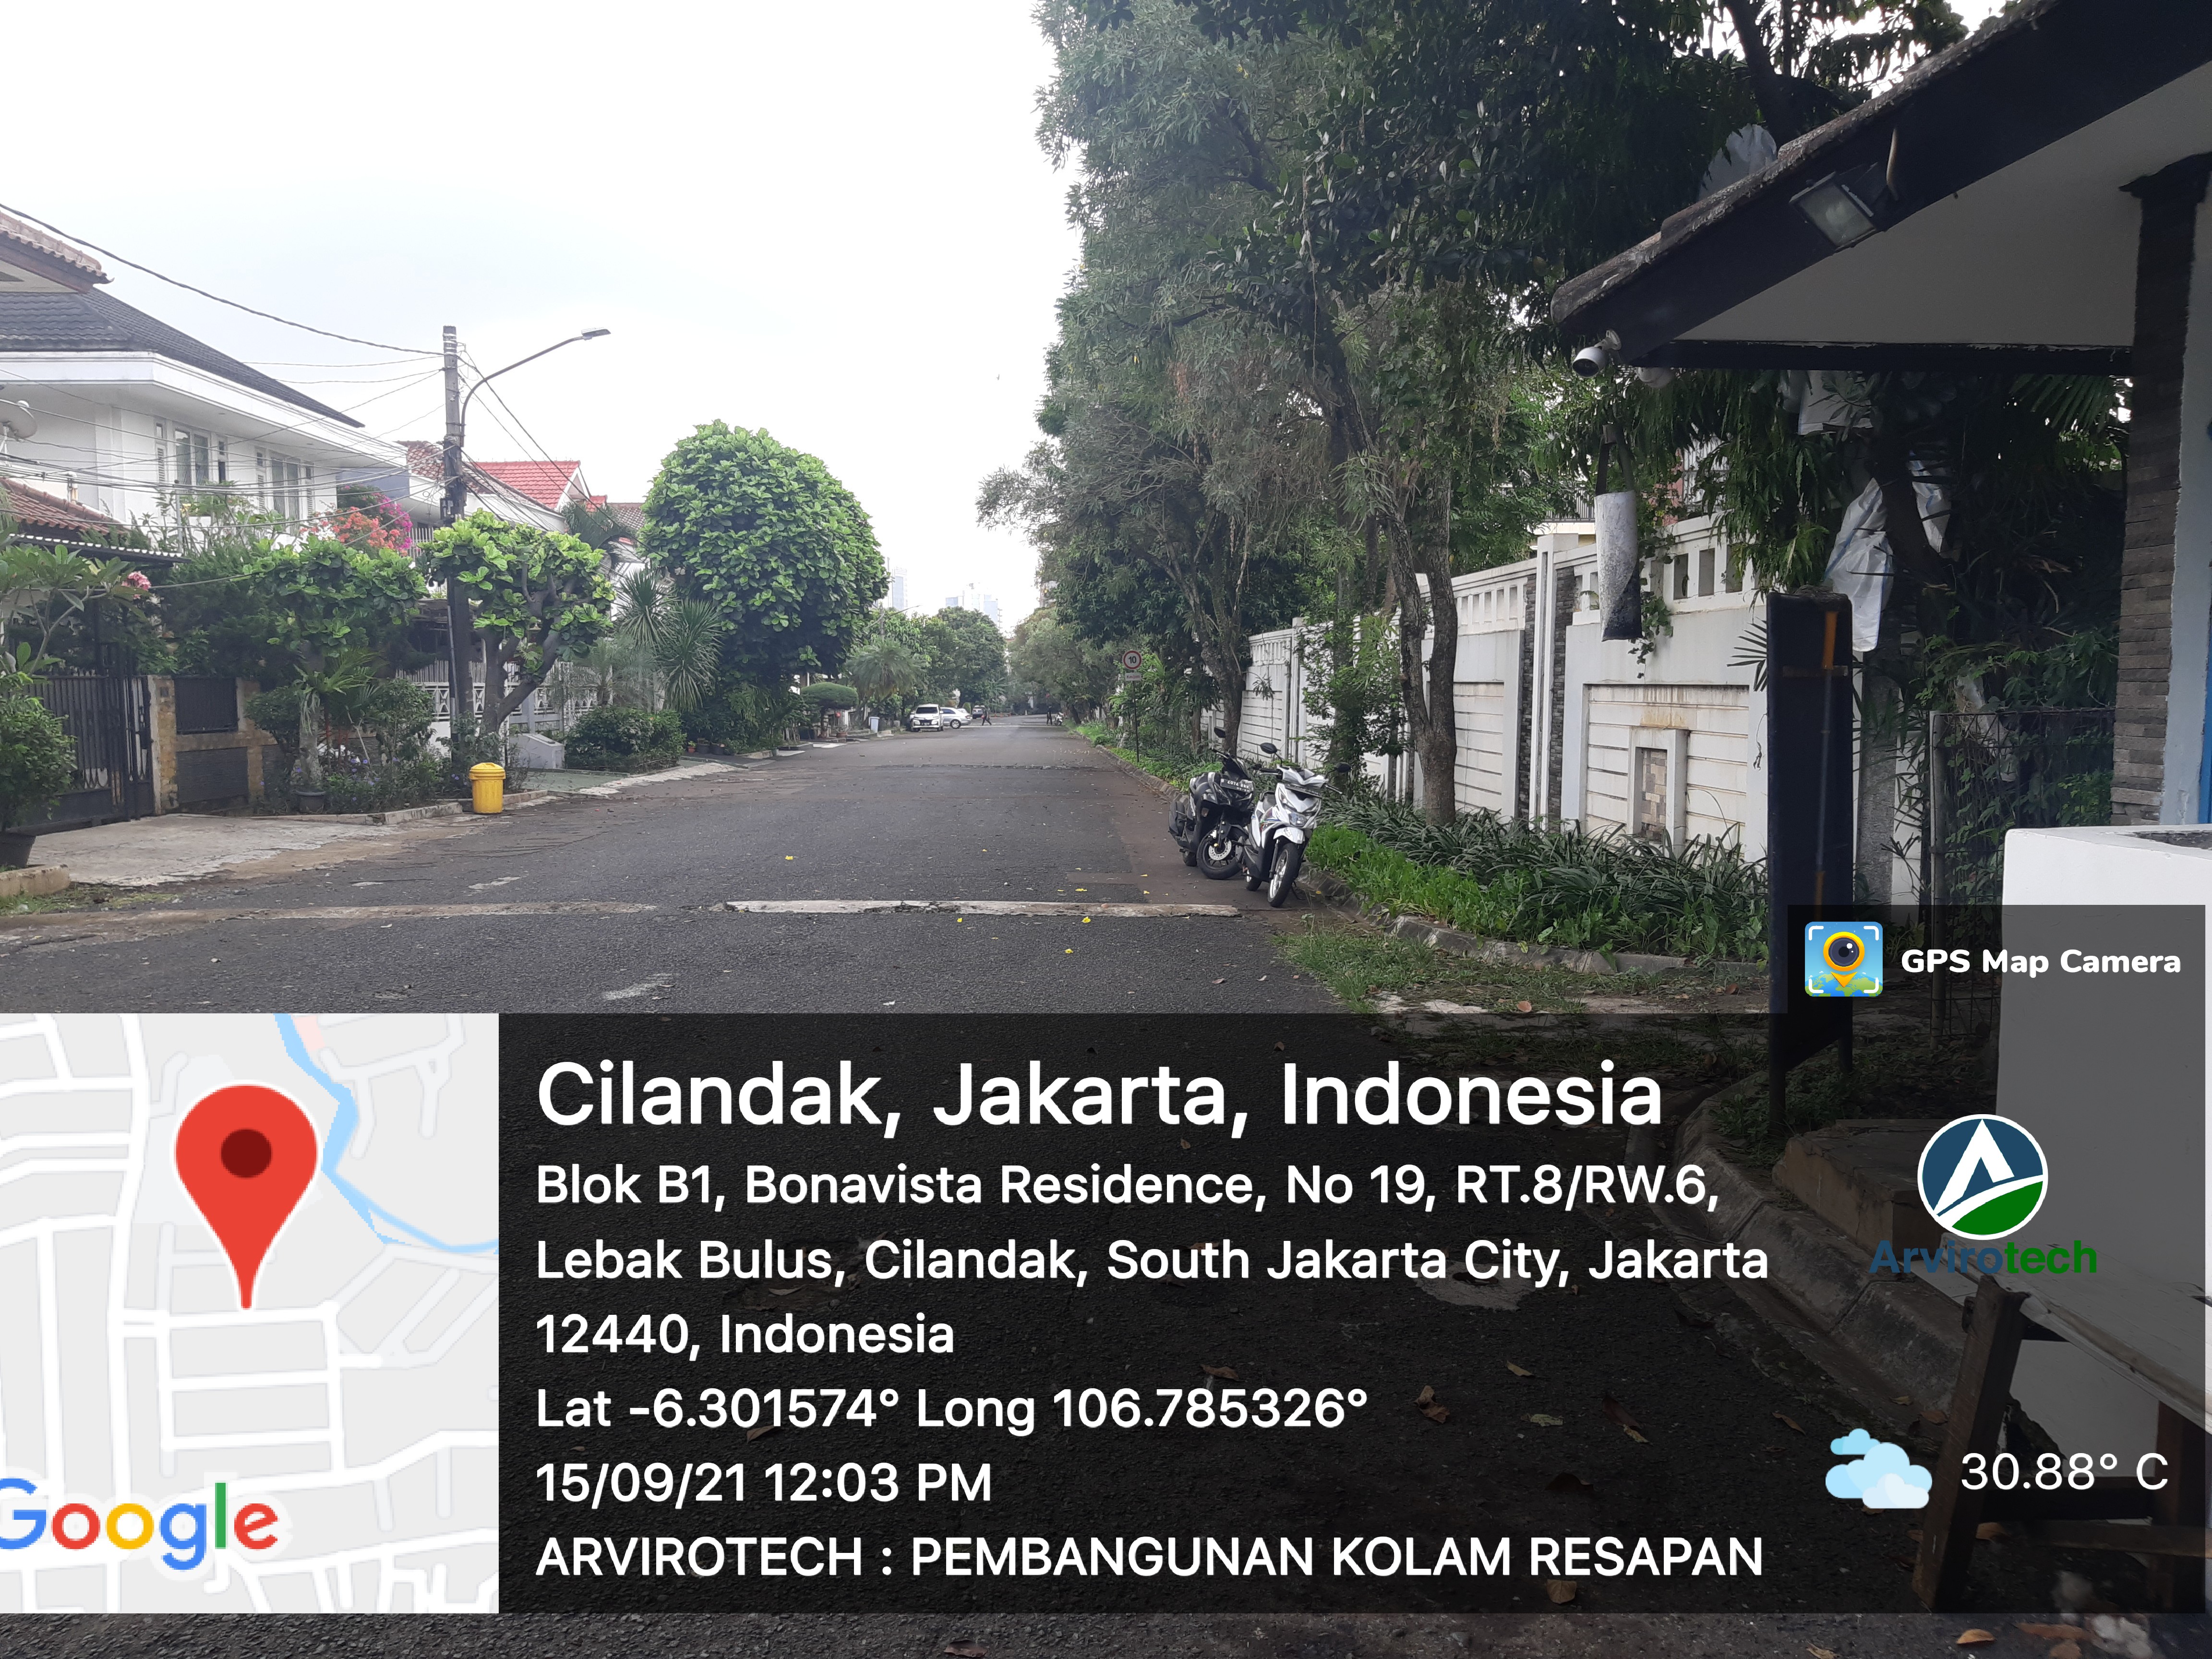 10
GPS Map Camera
Cilandak, Jakarta, Indonesia
Blok B1, Bonavista Residence, No 19, RT.8/RW.6,
Lebak Bulus, Cilandak, South Jakarta City, Jakarta
12440, Indonesia
Lat -6.301574° Long 106.785326°
15/09/21 12:03 PM
ARVIROTECH : PEMBANGUNAN KOLAM RESAPAN
Arvirotech
30.88° C
Google